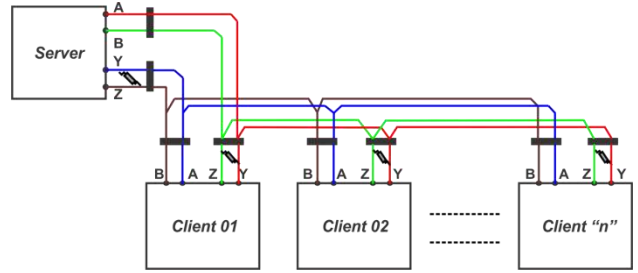 A
Server
B
Y
Z
B A Z Y B A Z Y B A Z Y
Client 01 Client 02 Client “n”